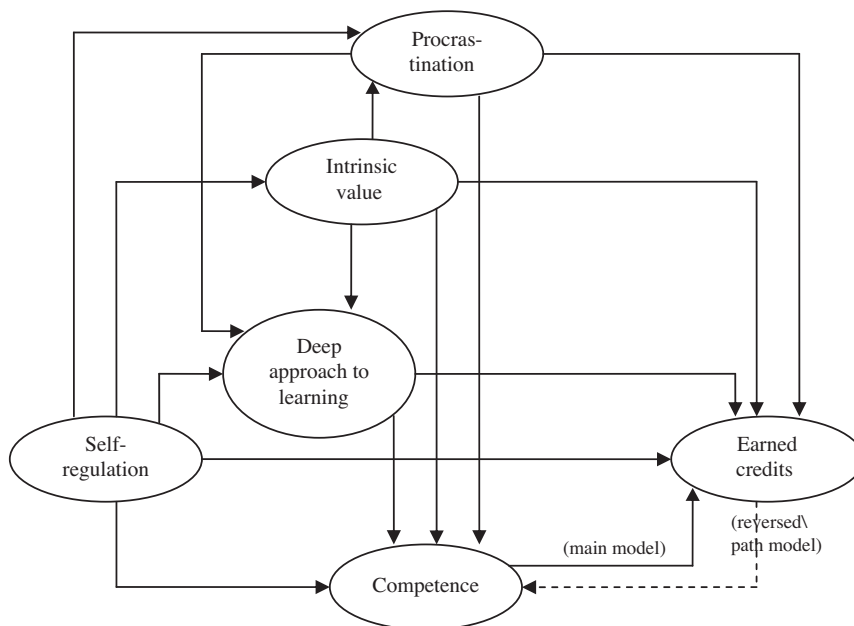 Procras-
tination
Intrinsic
value
Deep
approach to
learning
Self-
regulation
Earned
credits
(main model)
(reversed\
path model)
Competence